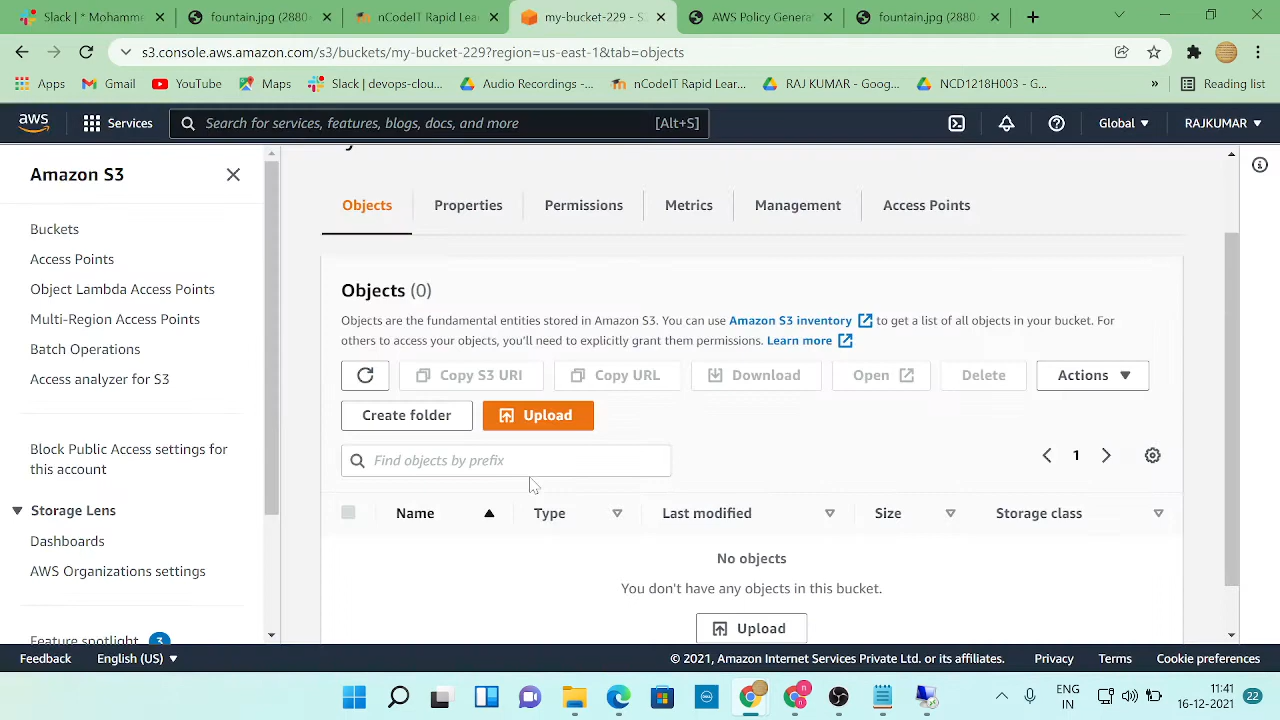 * Mohamme
fountain.jpg (2880
nCodeIT Rapid Lear
my-bucket-229 - S
AWS Policy Genera
fountain.jpg (2880
s3.console.aws.amazon.com/s3/buckets/my-bucket-229?region=us-east-1&tab=objects
Apps Gmail YouTube Maps Slack | devops-clou... Audio Recordings -... nCodeIT Rapid Lear... RAJ KUMAR - Goog... NCD1218H003 - G... » Reading list
aws Services Search for services, features, blogs, docs, and more [Alt+S] Global RAJKUMAR
Amazon S3
Buckets
Access Points
Object Lambda Access Points
Multi-Region Access Points
Batch Operations
Access analyzer for S3
Block Public Access settings for
this account
Storage Lens
Dashboards
AWS Organizations settings
Feature spotlight 3
Objects Properties Permissions Metrics Management Access Points
Objects (0)
Objects are the fundamental entities stored in Amazon S3. You can use Amazon S3 inventory to get a list of all objects in your bucket. For
others to access your objects, you'll need to explicitly grant them permissions. Learn more
Copy S3 URI Copy URL Download Open Delete Actions
Create folder Upload
Find objects by prefix 1
Name Type Last modified Size Storage class
No objects
You don't have any objects in this bucket.
Upload
Feedback English (US) © 2021, Amazon Internet Services Private Ltd. or its affiliates. Privacy Terms Cookie preferences
ENG
IN
11:41
16-12-2021
22